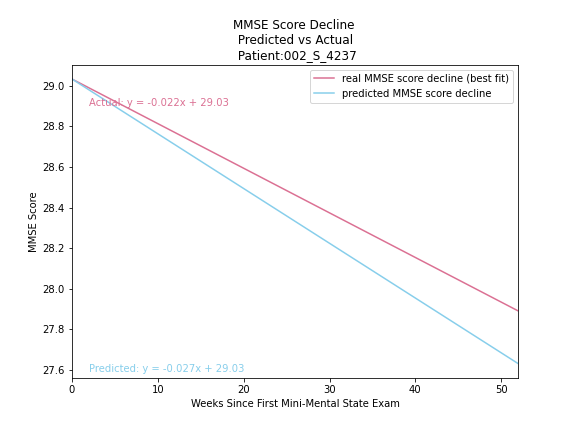 MMSE Score Decline
Predicted vs Actual
Patient:002_S_4237
real MMSE score decline (best fit)
predicted MMSE score decline
Actual: y = -0.022x + 29.03
Predicted: y = -0.027x + 29.03
MMSE Score
29.0
28.8
28.6
28.4
28.2
28.0
27.8
27.6
0 10 20 30 40 50
Weeks Since First Mini-Mental State Exam